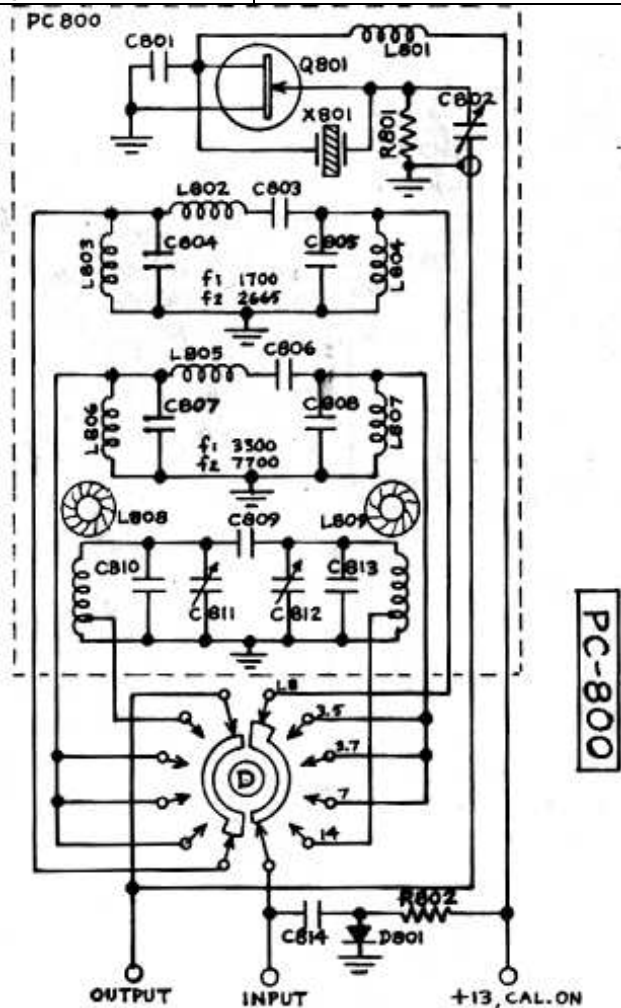 PC 800
C801
L801
Q801
X801
R801
C802
L802
C803
L803
C804
C805
L804
f1 1700
f2 2665
L805
C806
L806
C807
C808
L807
f1 3300
f2 7700
L808
C809
L809
C810
C811
C812
C813
PC-800
1.8
3.5
3.7
D
7
14
R802
C814
D801
OUTPUT
INPUT
+13, CAL.ON